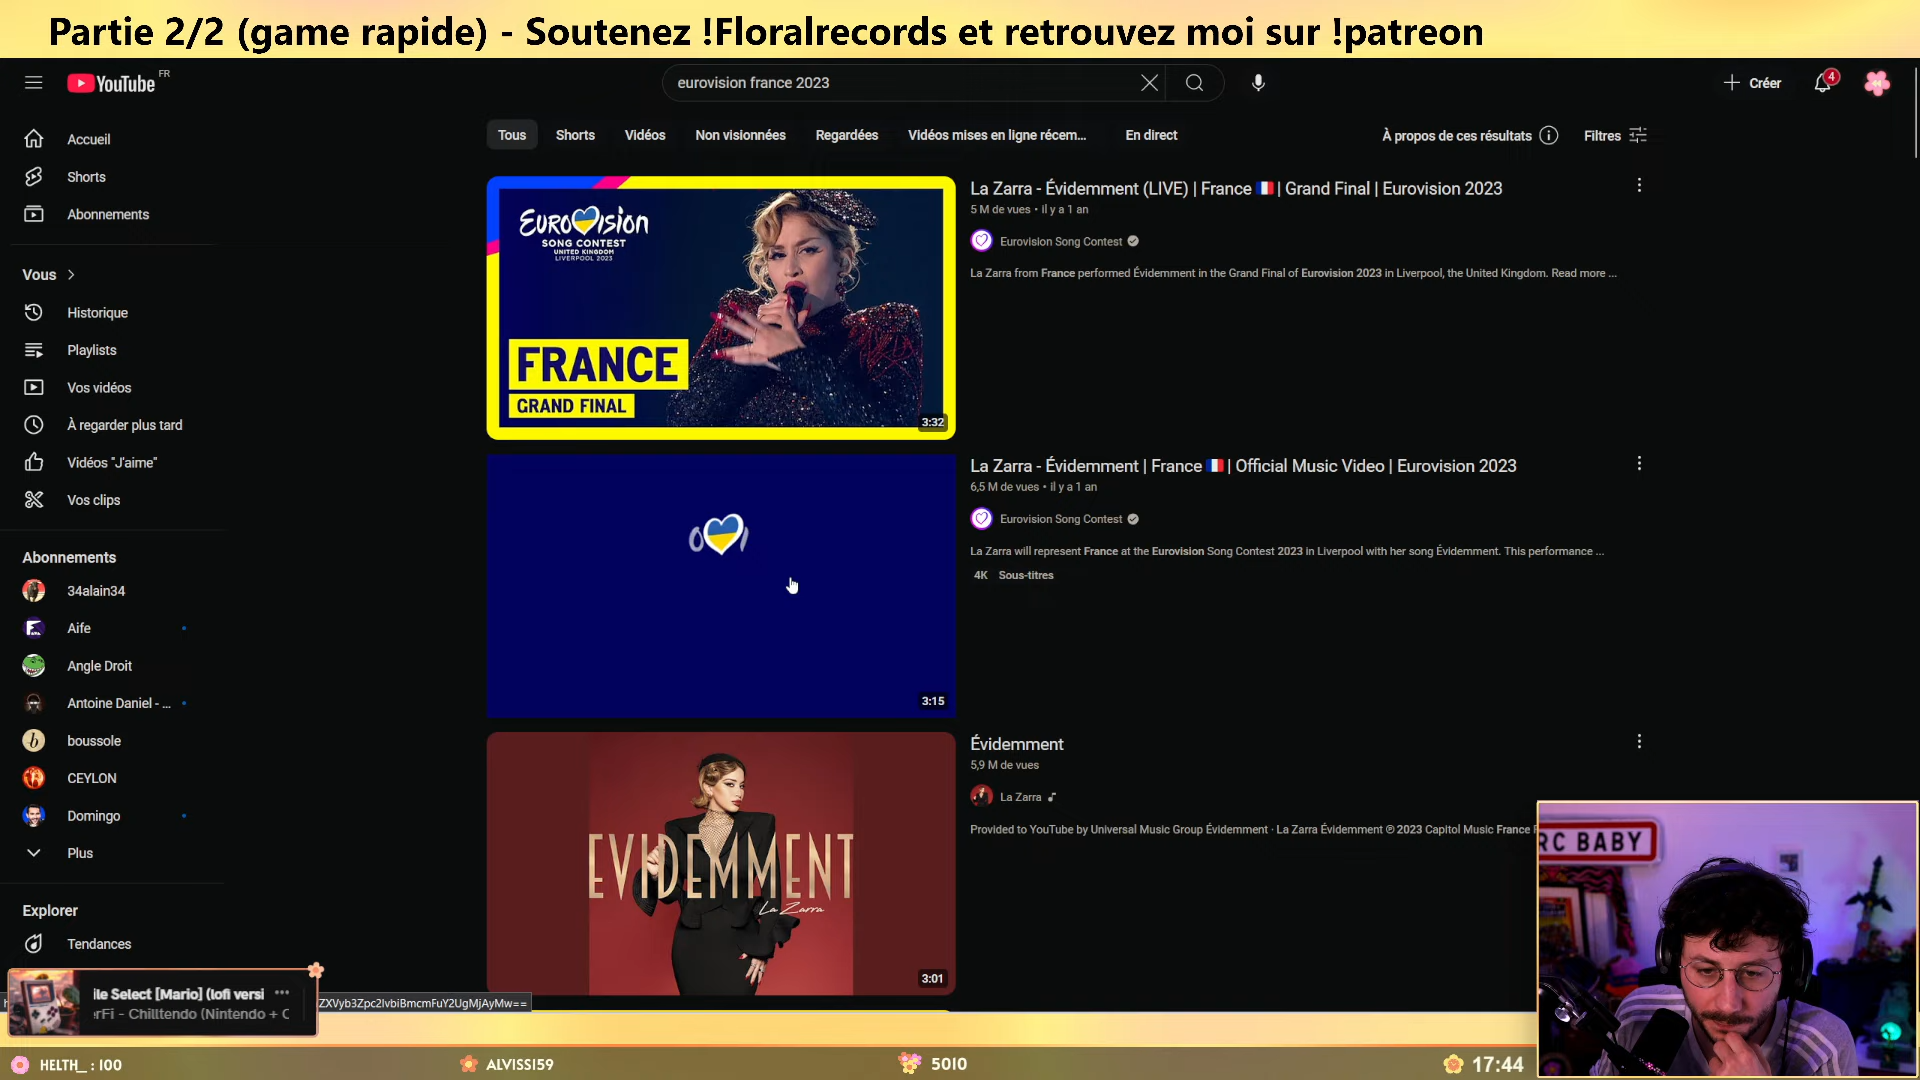 Partie 2/2 (game rapide) - Soutenez !Floralrecords et retrouvez moi sur !patreon
YouTube FR
eurovision france 2023
Créer
4
Accueil
Shorts
Abonnements
Vous
Historique
Playlists
Vos vidéos
À regarder plus tard
Vidéos "J'aime"
Vos clips
Abonnements
34alain34
Aife
Angle Droit
Antoine Daniel - ...
boussole
CEYLON
Domingo
Plus
Explorer
Tendances
Tous
Shorts
Vidéos
Non visionnées
Regardées
Vidéos mises en ligne récem...
En direct
À propos de ces résultats
Filtres
EUROVISION
SONG CONTEST
UNITED KINGDOM
LIVERPOOL 2023
FRANCE
GRAND FINAL
3:32
La Zarra - Évidemment (LIVE) | France 🇫🇷 | Grand Final | Eurovision 2023
5 M de vues • il y a 1 an
Eurovision Song Contest
La Zarra from France performed Évidemment in the Grand Final of Eurovision 2023 in Liverpool, the United Kingdom. Read more ...
3:15
La Zarra - Évidemment | France 🇫🇷 | Official Music Video | Eurovision 2023
6,5 M de vues • il y a 1 an
Eurovision Song Contest
La Zarra will represent France at the Eurovision Song Contest 2023 in Liverpool with her song Évidemment. This performance ...
4K Sous-titres
EVIDEMMENT
La Zarra
3:01
Évidemment
5,9 M de vues
La Zarra
Provided to YouTube by Universal Music Group Évidemment · La Zarra Évidemment ℗ 2023 Capitol Music France
RC BABY
le Select [Mario] (lofi versi
rFi - Chilltendo (Nintendo + C
ZXVyb3Zpc2lvbiBmcmFuY2UgMjAyMw==
HELTH_ : 100
ALVISSI59
5010
17:44